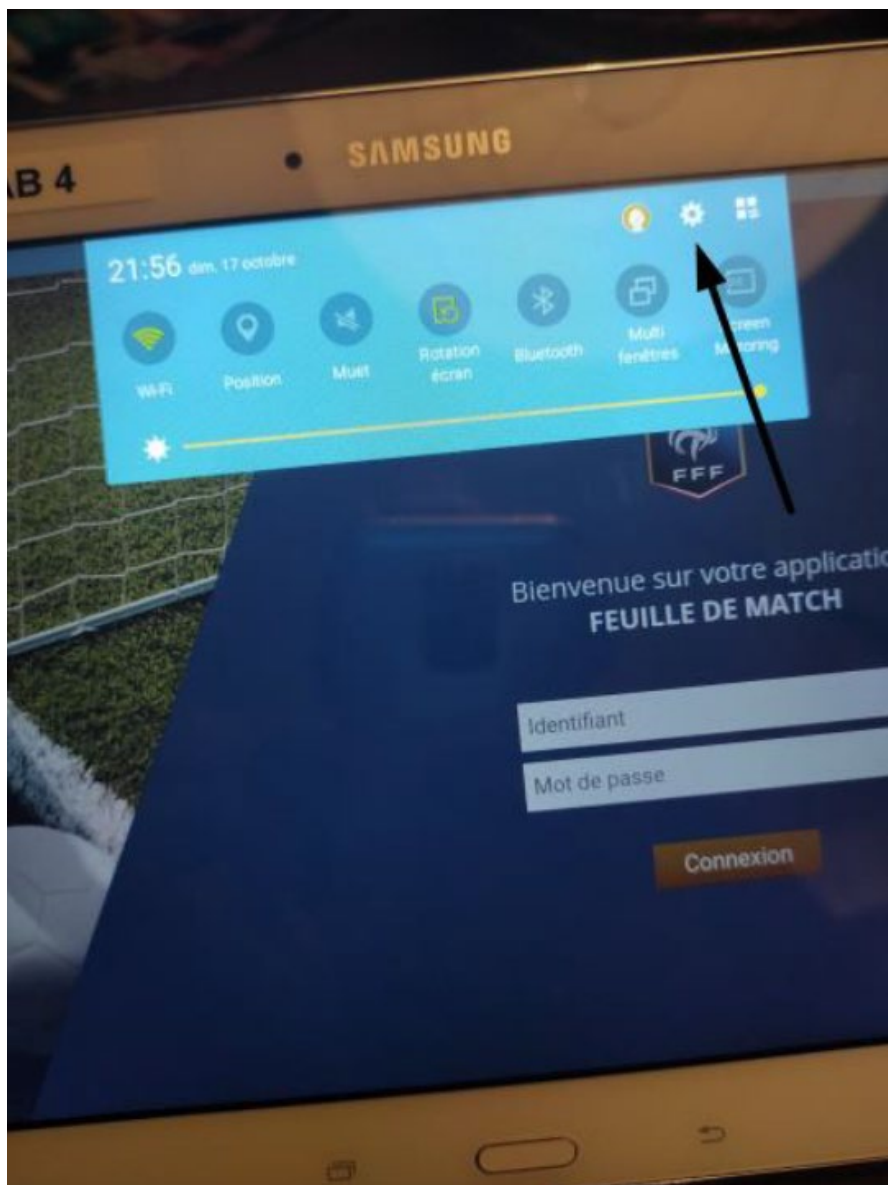 SAMSUNG
AB 4
21:56 dim. 17 octobre
Wi-Fi
Position
Muet
Rotation
écran
Bluetooth
Multi
fenêtres
Screen
Mirroring
FFF
Bienvenue sur votre applicatio
FEUILLE DE MATCH
Identifiant
Mot de passe
Connexion